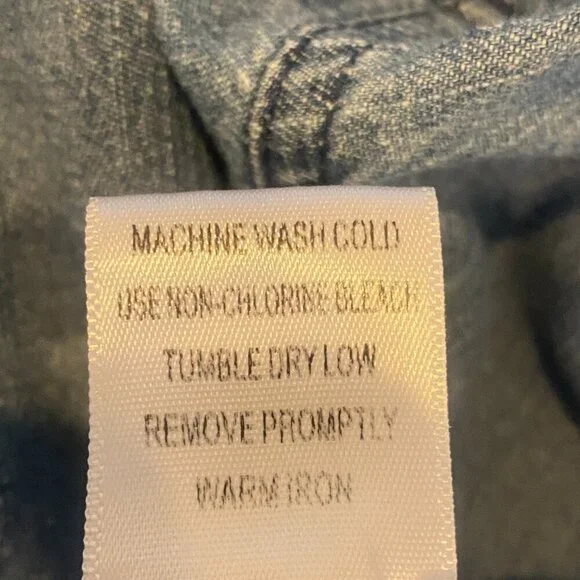 MACHINE WASH COLD
USE NON-CHLORINE BLEACH
TUMBLE DRY LOW
REMOVE PROMPTLY
WARM IRON